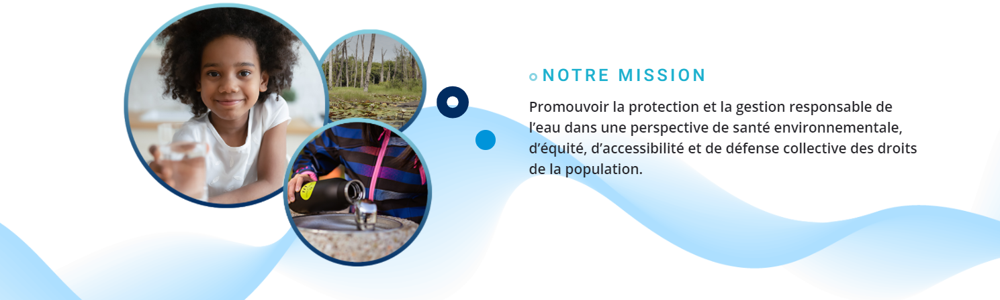 NOTRE MISSION
Promouvoir la protection et la gestion responsable de
l’eau dans une perspective de santé environnementale,
d’équité, d’accessibilité et de défense collective des droits
de la population.